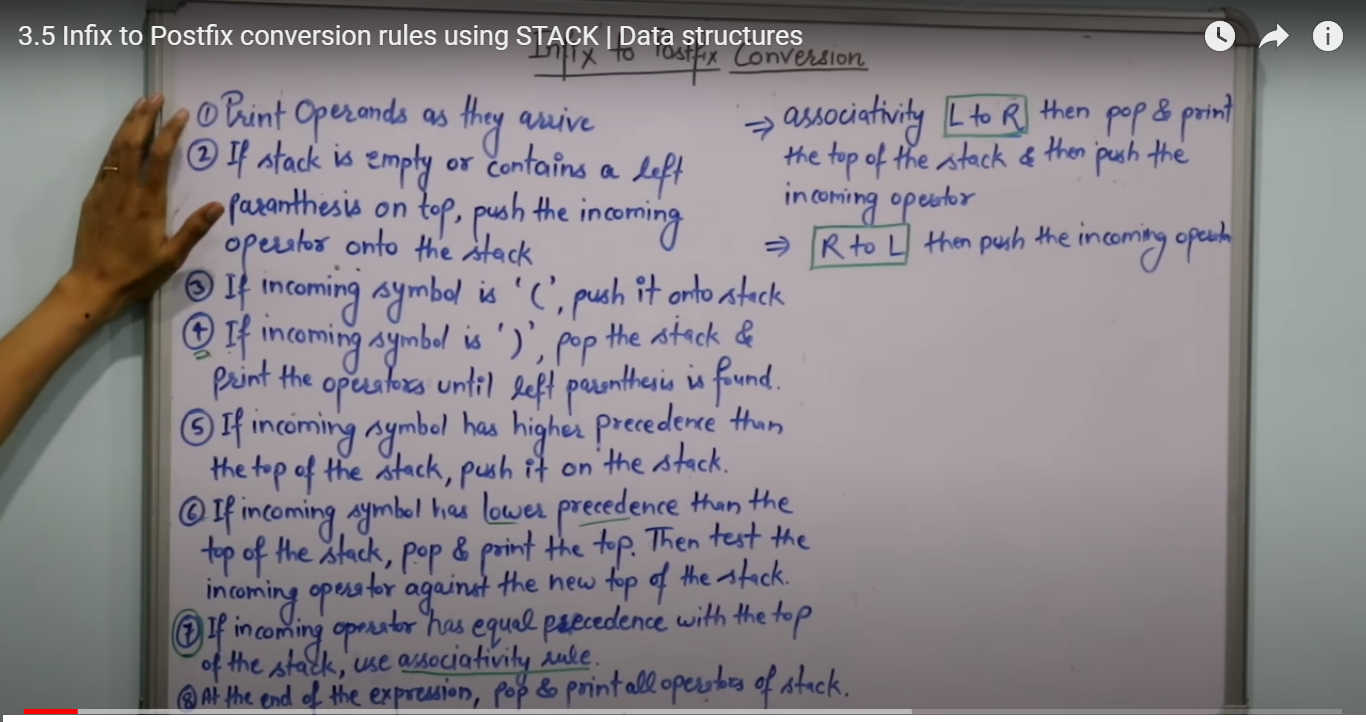 3.5 Infix to Postfix conversion rules using STACK | Data structures
Infix to Postfix Conversion
① Print Operands as they arrive
② If stack is empty or contains a left
paranthesis on top, push the incoming
operator onto the stack
③ If incoming symbol is '(', push it onto stack
④ If incoming symbol is ')', pop the stack &
print the operators until left paranthesis is found.
⑤ If incoming symbol has higher precedence than
the top of the stack, push it on the stack.
⑥ If incoming symbol has lower precedence than the
top of the stack, pop & print the top. Then test the
incoming operator against the new top of the stack.
⑦ If incoming operator has equal precedence with the top
of the stack, use associativity rule.
⑧ At the end of the expression, pop & print all operators of stack.
⇒ associativity L to R then pop & print
the top of the stack & then push the
incoming opeator
⇒ R to L then push the incoming